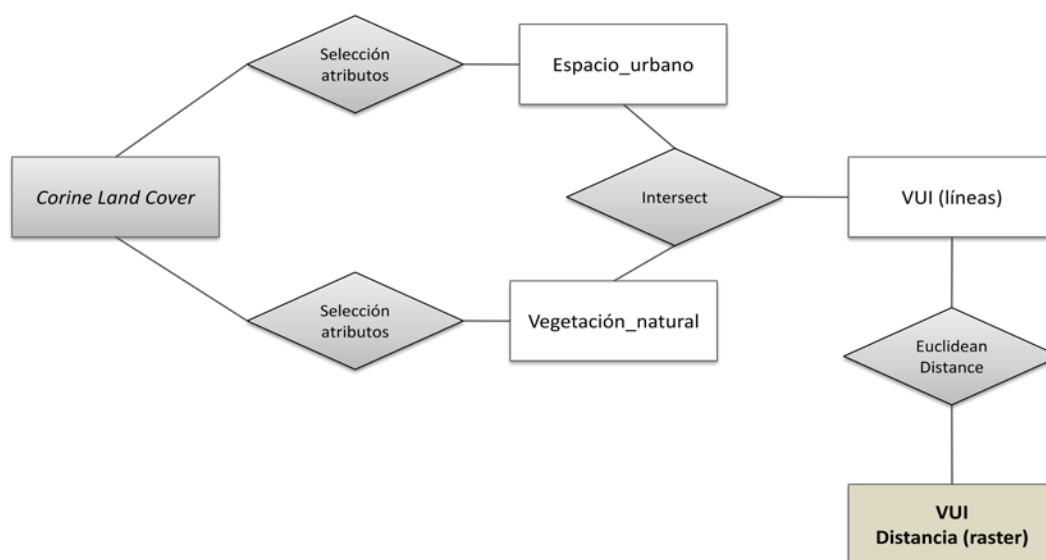 Selección
atributos
Espacio_urbano
Corine Land Cover
Intersect
VUI (líneas)
Selección
atributos
Vegetación_natural
Euclidean
Distance
VUI
Distancia (raster)